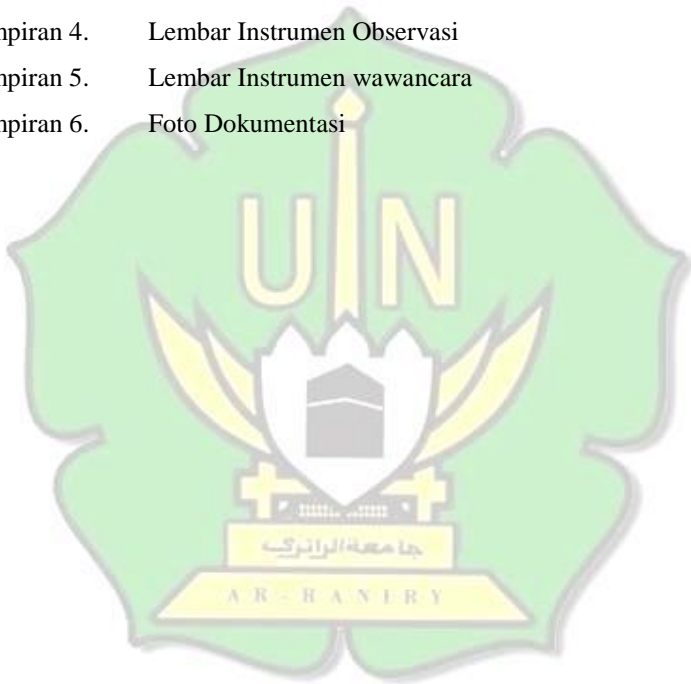 mpiran 4. Lembar Instrumen Observasi
mpiran 5. Lembar Instrumen wawancara
mpiran 6. Foto Dokumentasi
UIN
جامعة الرانري
AR-RANIRY